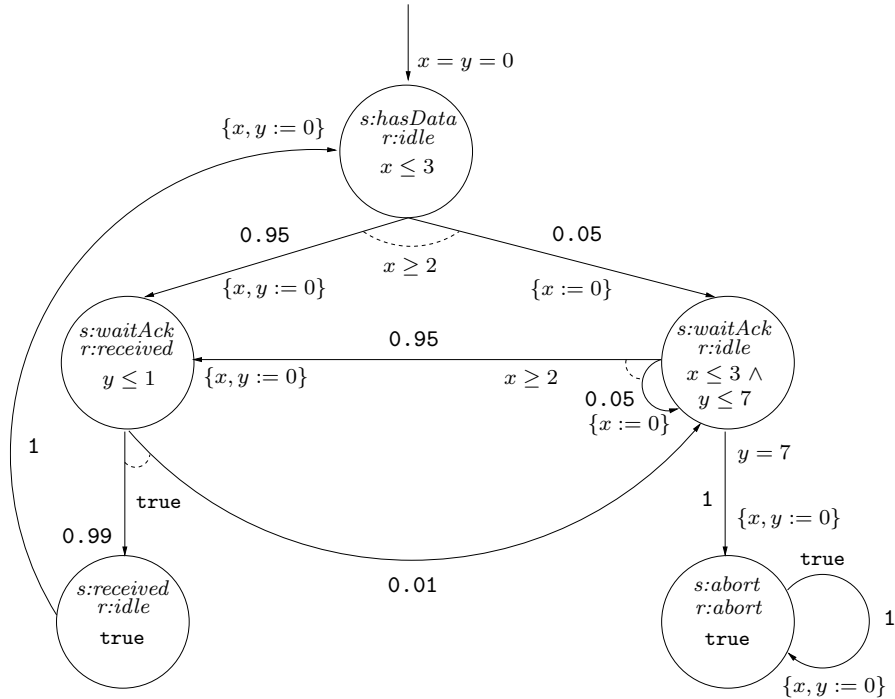 x = y = 0
{x, y := 0}
s:hasData
r:idle
x ≤ 3
0.95
0.05
x ≥ 2
{x, y := 0}
{x := 0}
s:waitAck
r:received
y ≤ 1
0.95
s:waitAck
r:idle
x ≤ 3 ∧
y ≤ 7
{x, y := 0}
x ≥ 2
0.05
{x := 0}
1
y = 7
true
1
{x, y := 0}
0.99
0.01
true
s:received
r:idle
true
s:abort
r:abort
true
1
{x, y := 0}